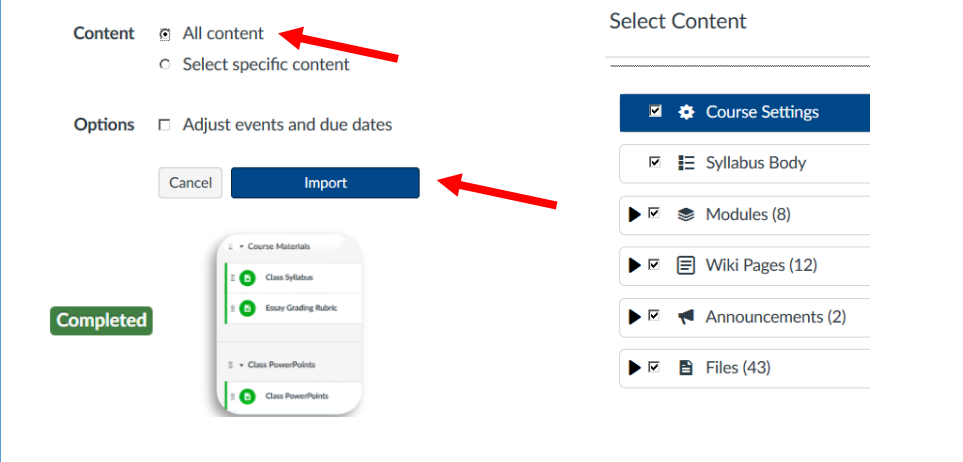 Content All content
Select specific content
Options Adjust events and due dates
Cancel Import
Completed
Course Materials
Class Syllabus
Essay Grading Rubric
Class PowerPoints
Class PowerPoints
Select Content
Course Settings
Syllabus Body
Modules (8)
Wiki Pages (12)
Announcements (2)
Files (43)